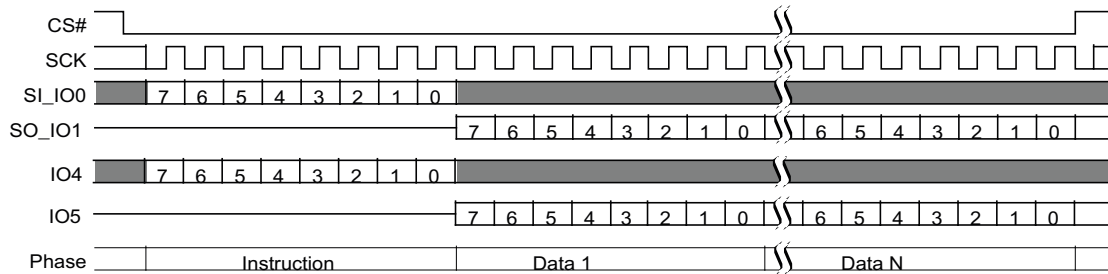 CS#
SCK
SI_IO0 7 6 5 4 3 2 1 0
SO_IO1 7 6 5 4 3 2 1 0 6 5 4 3 2 1 0
IO4 7 6 5 4 3 2 1 0
IO5 7 6 5 4 3 2 1 0 6 5 4 3 2 1 0
Phase Instruction Data 1 Data N